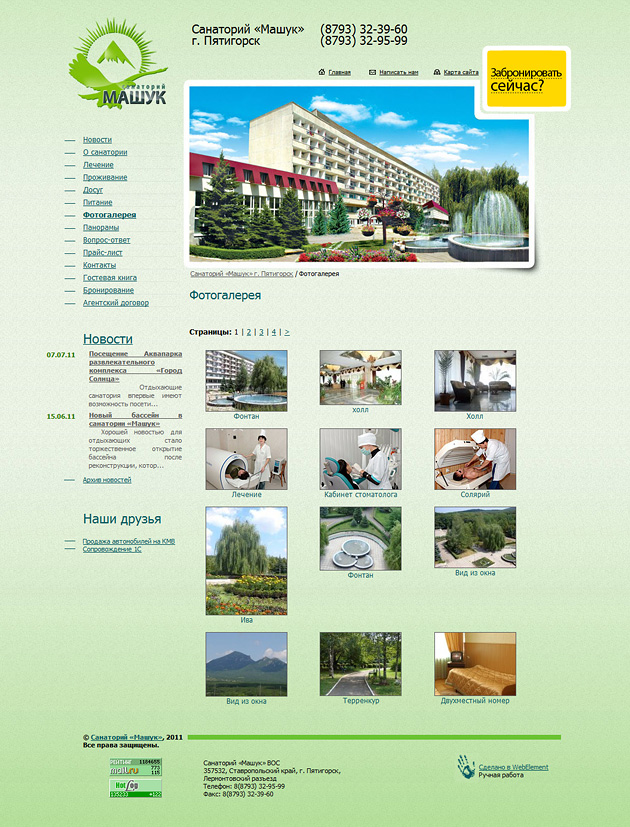 Санаторий «Машук» (8793) 32-39-60
г. Пятигорск (8793) 32-95-99
санаторий
МАШУК
Главная Написать нам Карта сайта
Забронировать
сейчас?
Новости
О санатории
Лечение
Проживание
Досуг
Питание
Фотогалерея
Панорамы
Вопрос-ответ
Прайс-лист
Контакты
Гостевая книга
Бронирование
Агентский договор
Санаторий «Машук» г. Пятигорск / Фотогалерея
Фотогалерея
Страницы: 1 | 2 | 3 | 4 | >
Новости
07.07.11 Посещение Аквапарка
развлекательного
комплекса «Город
Солнца»
Отдыхающие
санатория впервые имеют
возможность посети...
15.06.11 Новый бассейн в
санатории «Машук»
Хорошей новостью для
отдыхающих стало
торжественное открытие
бассейна после
реконструкции, котор...
Архив новостей
Наши друзья
Продажа автомобилей на КМВ
Сопровождение 1С
Фонтан холл Холл
Лечение Кабинет стоматолога Солярий
Ива Фонтан Вид из окна
Вид из окна Терренкур Двухместный номер
© Санаторий «Машук», 2011
Все права защищены.
РЕЙТИНГ 1184655
mail.ru 773
115
HotLog
Санаторий «Машук» ВОС
357532, Ставропольский край, г. Пятигорск,
Лермонтовский разъезд
Телефон: 8(8793) 32-95-99
Факс: 8(8793) 32-39-60
Сделано в WebElement
Ручная работа